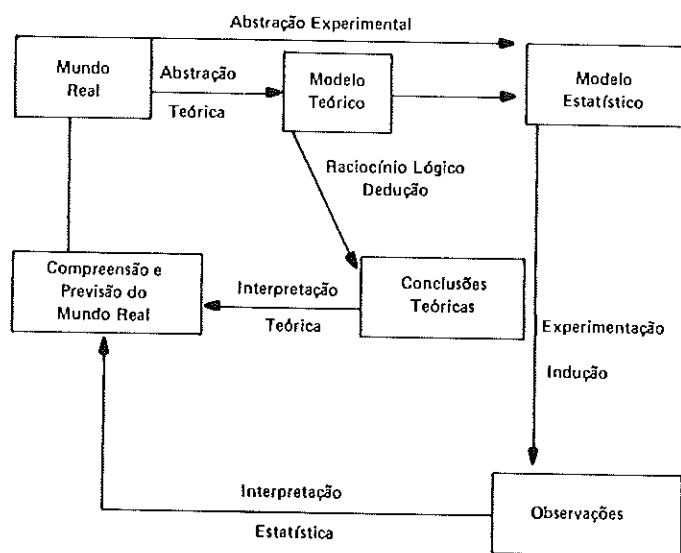 Abstração Experimental
Mundo
Real
Abstração
Teórica
Modelo
Teórico
Modelo
Estatístico
Raciocínio Lógico
Dedução
Compreensão e
Previsão do
Mundo Real
Interpretação
Teórica
Conclusões
Teóricas
Experimentação
Indução
Interpretação
Estatística
Observações